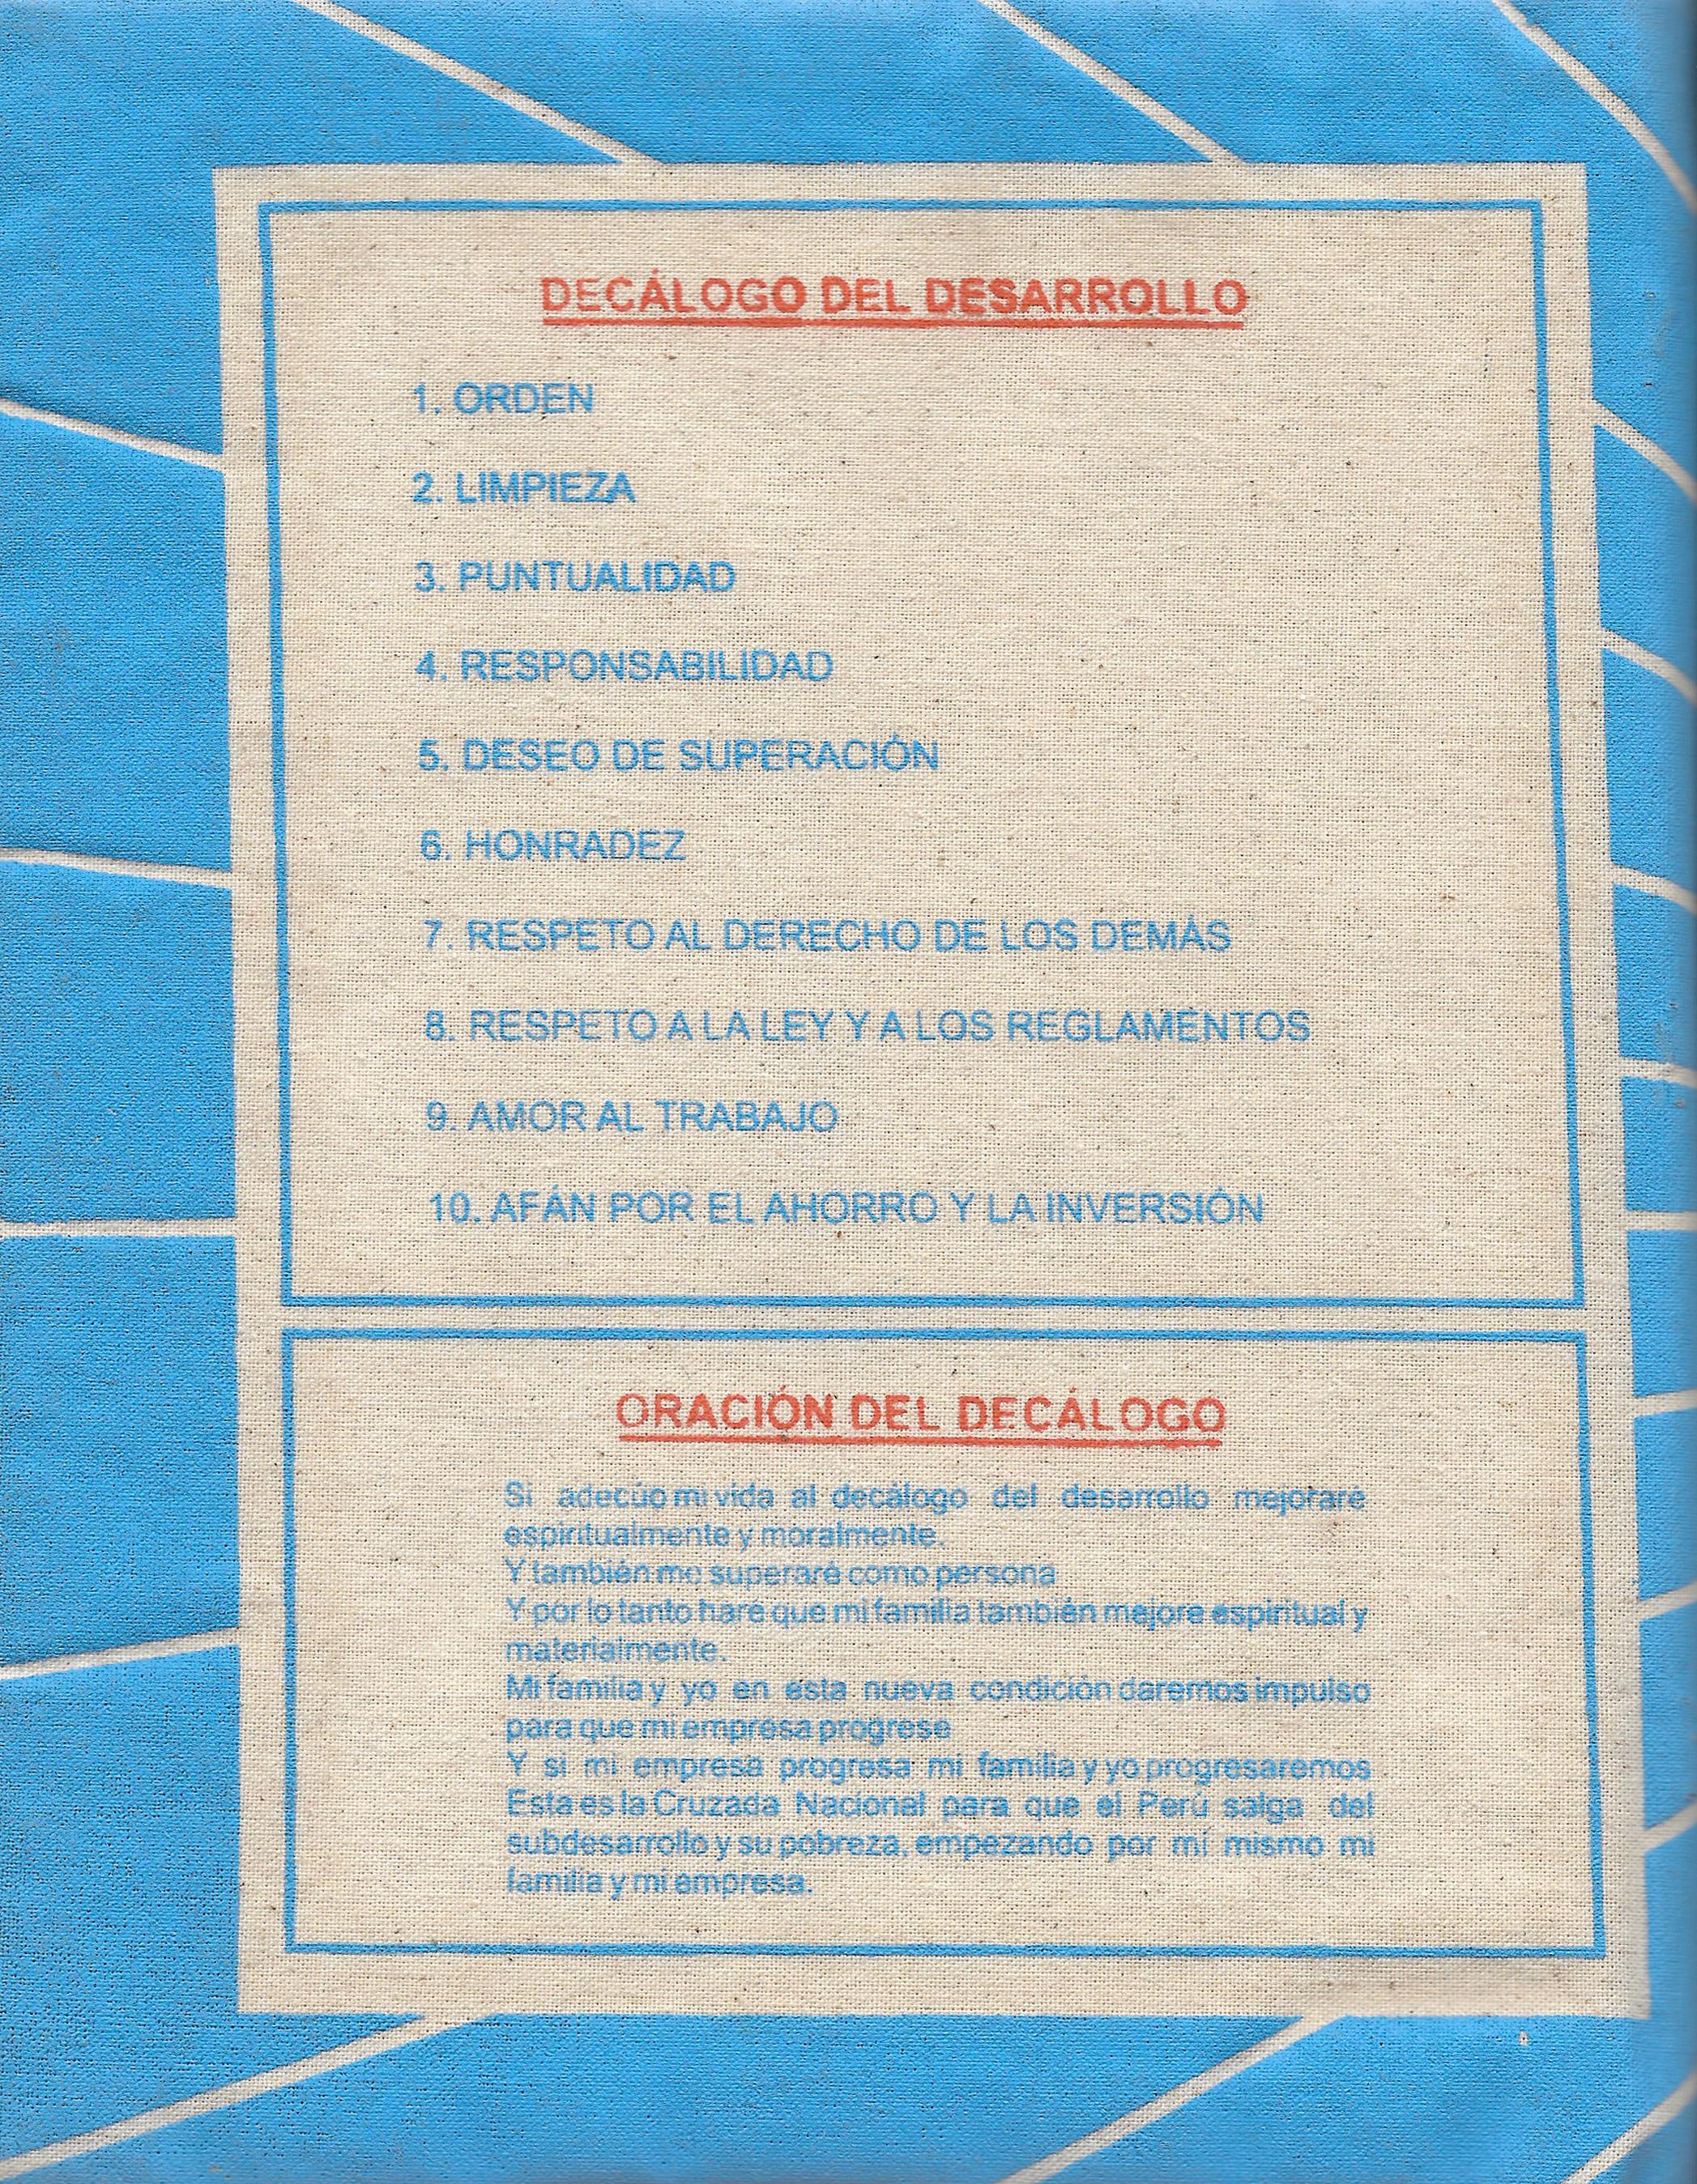 DECÁLOGO DEL DESARROLLO
1. ORDEN
2. LIMPIEZA
3. PUNTUALIDAD
4. RESPONSABILIDAD
5. DESEO DE SUPERACIÓN
6. HONRADEZ
7. RESPETO AL DERECHO DE LOS DEMÁS
8. RESPETO A LA LEY Y A LOS REGLAMENTOS
9. AMOR AL TRABAJO
10. AFÁN POR EL AHORRO Y LA INVERSIÓN
ORACIÓN DEL DECÁLOGO
Si adecúo mi vida al decálogo del desarrollo mejoraré
espiritualmente y moralmente.
Y también me superaré como persona
Y por lo tanto haré que mi familia también mejore espiritual y
materialmente.
Mi familia y yo en esta nueva condición daremos impulso
para que mi empresa progrese
Y si mi empresa progresa mi familia y yo progresaremos
Esta es la Cruzada Nacional para que el Perú salga del
subdesarrollo y su pobreza, empezando por mí mismo mi
familia y mi empresa.